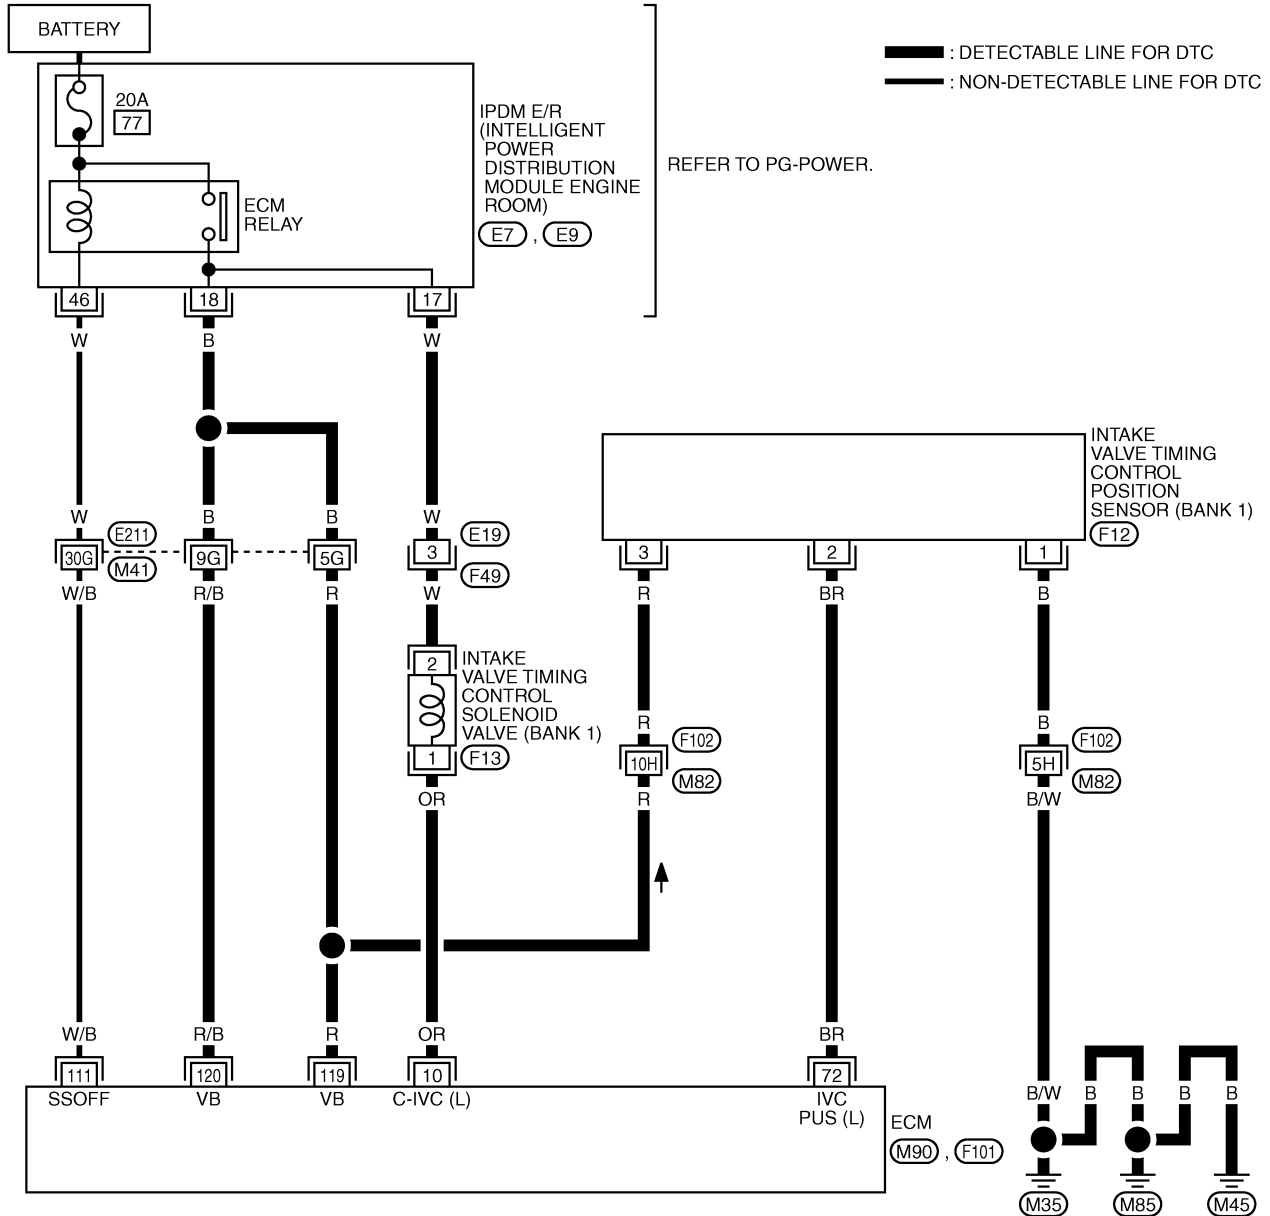 BATTERY
: DETECTABLE LINE FOR DTC
: NON-DETECTABLE LINE FOR DTC
20A
77
IPDM E/R
(INTELLIGENT
POWER
DISTRIBUTION
MODULE ENGINE
ROOM)
E7 , E9
REFER TO PG-POWER.
ECM
RELAY
46 18 17
W B W
W B B W
E211
M41
30G 9G 5G 3
E19
F49
W/B R/B R W
INTAKE
VALVE TIMING
CONTROL
POSITION
SENSOR (BANK 1)
F12
3 2 1
R BR B
2
INTAKE
VALVE TIMING
CONTROL
SOLENOID
VALVE (BANK 1)
1 F13
OR
R B
F102 F102
10H 5H
M82 M82
R B/W
W/B R/B R OR BR
111 120 119 10 72
SSOFF VB VB C-IVC (L) IVC
PUS (L)
ECM
M90 , F101
B/W B B B B
M35 M85 M45